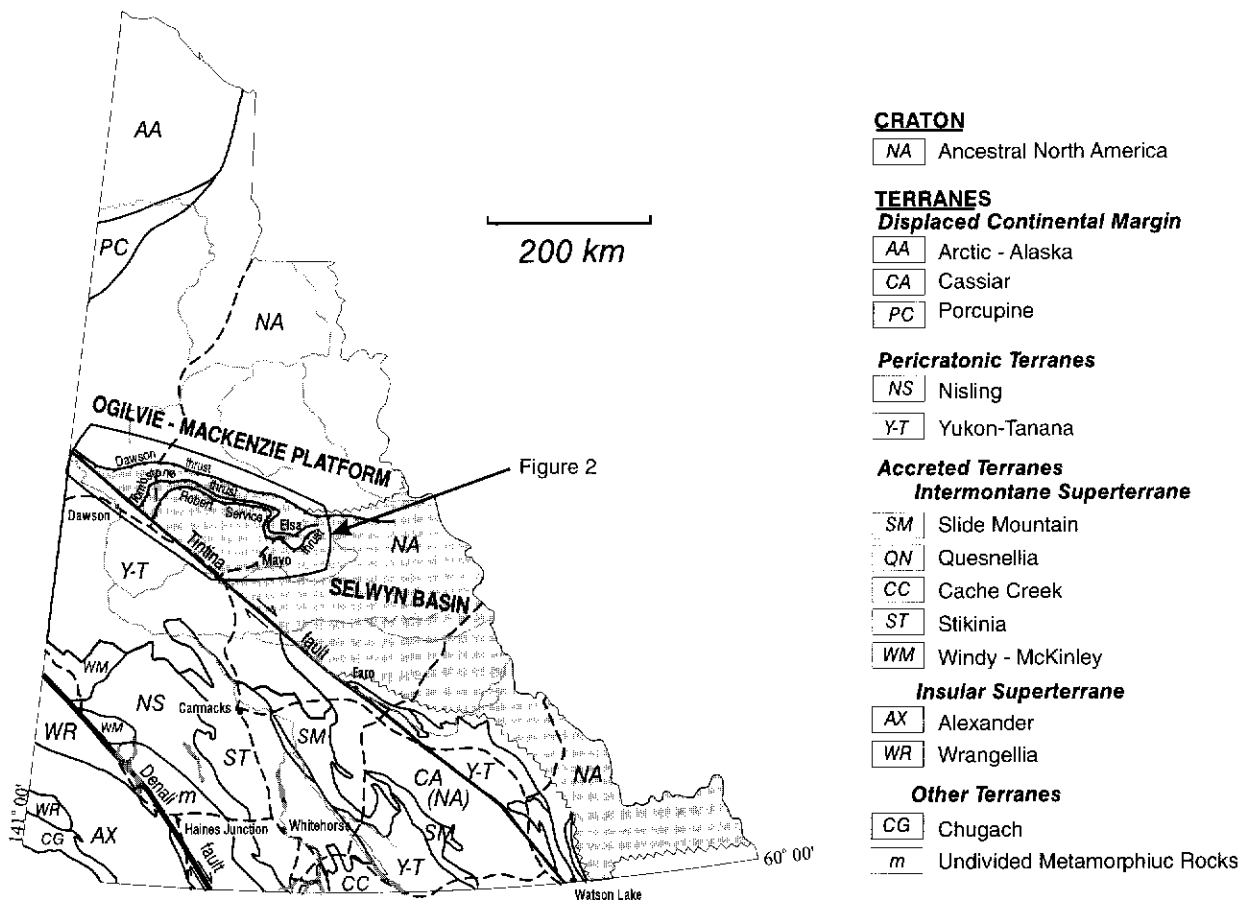 AA
PC
200 km
NA
OGILVIE - MACKENZIE PLATFORM
Figure 2
Dawson thrust
thrust
Robert Service thrust
Elsa
Mayo
Dawson
Tintina fault
NA
SELWYN BASIN
Y-T
Faro
WM
NS
Carmacks
SM
WR
WM
ST
CA
(NA)
Y-T
NA
Denali fault
m
WR
CG
AX
Haines Junction
Whitehorse
SM
CC
Y-T
141° 00'
60° 00'
Watson Lake
CRATON
NA Ancestral North America
TERRANES
Displaced Continental Margin
AA Arctic - Alaska
CA Cassiar
PC Porcupine
Pericratonic Terranes
NS Nisling
Y-T Yukon-Tanana
Accreted Terranes
Intermontane Superterrane
SM Slide Mountain
QN Quesnellia
CC Cache Creek
ST Stikinia
WM Windy - McKinley
Insular Superterrane
AX Alexander
WR Wrangellia
Other Terranes
CG Chugach
m Undivided Metamorphiuc Rocks